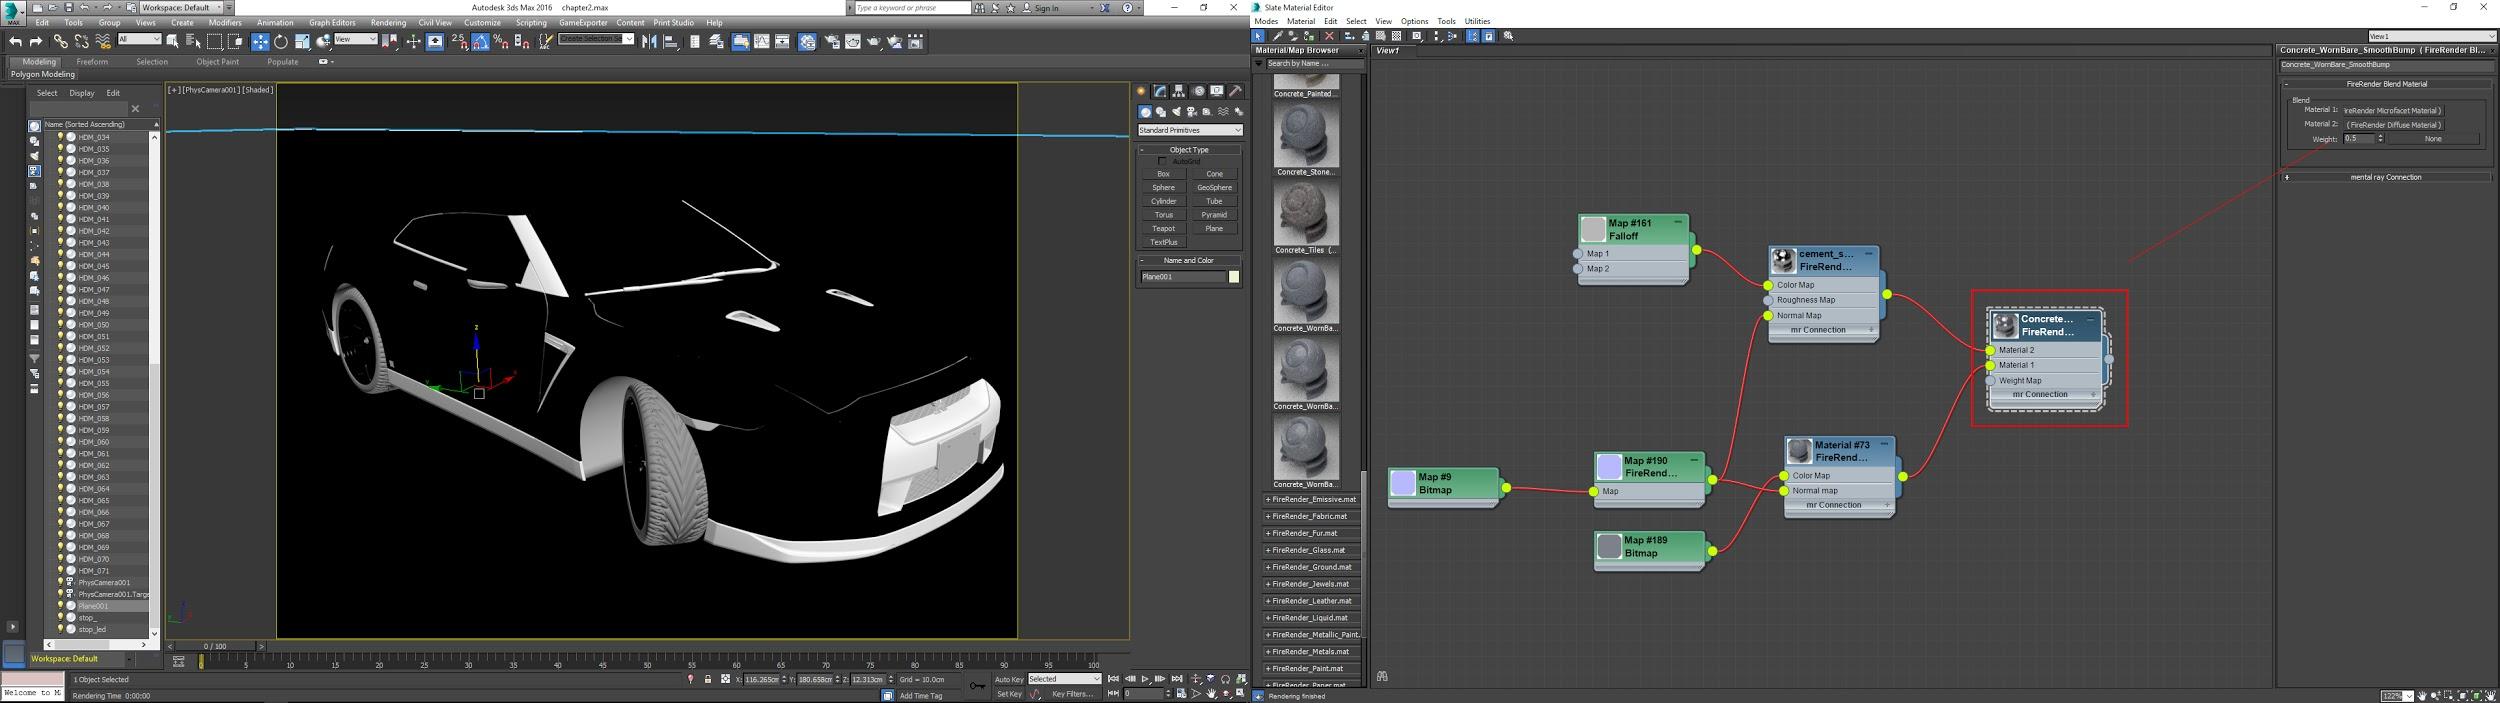 Workspace: Default
Autodesk 3ds Max 2016 chapter2.max
Type a keyword or phrase
Sign In
MAX
Edit Tools Group Views Create Modifiers Animation Graph Editors Rendering Civil View Customize Scripting GameExporter Content Print Studio Help
All
View
2.5
Create Selection Se
Modeling Freeform Selection Object Paint Populate
Polygon Modeling
Select Display Edit
Name (Sorted Ascending)
HDM_034
HDM_035
HDM_036
HDM_037
HDM_038
HDM_039
HDM_040
HDM_041
HDM_042
HDM_043
HDM_044
HDM_045
HDM_046
HDM_047
HDM_048
HDM_049
HDM_050
HDM_051
HDM_052
HDM_053
HDM_054
HDM_055
HDM_056
HDM_057
HDM_058
HDM_059
HDM_060
HDM_061
HDM_062
HDM_063
HDM_064
HDM_065
HDM_066
HDM_067
HDM_068
HDM_069
HDM_070
HDM_071
PhysCamera001
PhysCamera001.Targe
Plane001
stop_
stop_led
Workspace: Default
Welcome to M
[+] [PhysCamera001] [Shaded]
z
0 / 100
0 5 10 15 20 25 30 35 40 45 50 55 60 65 70 75 80 85 90 95 100
1 Object Selected
Rendering Time 0:00:00
X: 116.265cm Y: 180.658cm Z: 12.313cm Grid = 10.0cm
Add Time Tag
Auto Key Selected
Set Key Key Filters...
0
Standard Primitives
Object Type
AutoGrid
Box Cone
Sphere GeoSphere
Cylinder Tube
Torus Pyramid
Teapot Plane
TextPlus
Name and Color
Plane001
Slate Material Editor
Modes Material Edit Select View Options Tools Utilities
View1
Material/Map Browser
Search by Name ...
Concrete_Painted...
Concrete_Stone...
Concrete_Tiles (...
Concrete_WornBa...
Concrete_WornBa...
Concrete_WornBa...
+ FireRender_Emissive.mat
+ FireRender_Fabric.mat
+ FireRender_Fur.mat
+ FireRender_Glass.mat
+ FireRender_Ground.mat
+ FireRender_Jewels.mat
+ FireRender_Leather.mat
+ FireRender_Liquid.mat
+ FireRender_Metallic_Paint.
+ FireRender_Metals.mat
+ FireRender_Paint.mat
+ FireRender_Paper.mat
Rendering finished
View1
Map #161
Falloff
Map 1
Map 2
cement_s...
FireRend...
Color Map
Roughness Map
Normal Map
mr Connection
Concrete...
FireRend...
Material 2
Material 1
Weight Map
mr Connection
Map #9
Bitmap
Map #190
FireRend...
Map
Map #189
Bitmap
Material #73
FireRend...
Color Map
Normal map
mr Connection
Concrete_WornBare_SmoothBump ( FireRender Bl...
Concrete_WornBare_SmoothBump
FireRender Blend Material
Blend
Material 1: ireRender Microfacet Material )
Material 2: ( FireRender Diffuse Material )
Weight: 0.5 None
mental ray Connection
122%